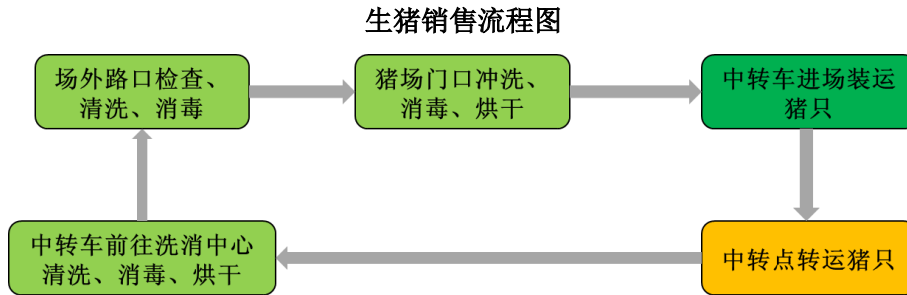 生猪销售流程图
场外路口检查、
清洗、消毒
猪场门口冲洗、
消毒、烘干
中转车进场装运
猪只
中转车前往洗消中心
清洗、消毒、烘干
中转点转运猪只